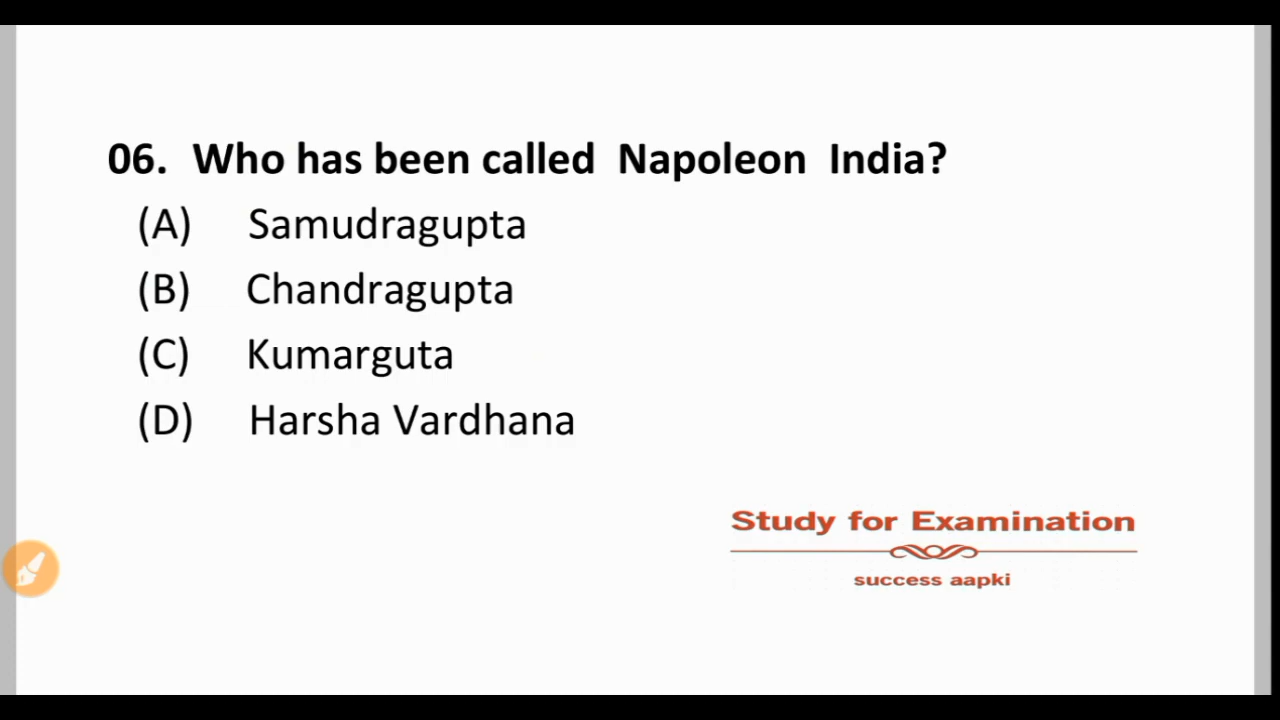 06. Who has been called Napoleon India?
(A) Samudragupta
(B) Chandragupta
(C) Kumarguta
(D) Harsha Vardhana
Study for Examination
success aapki